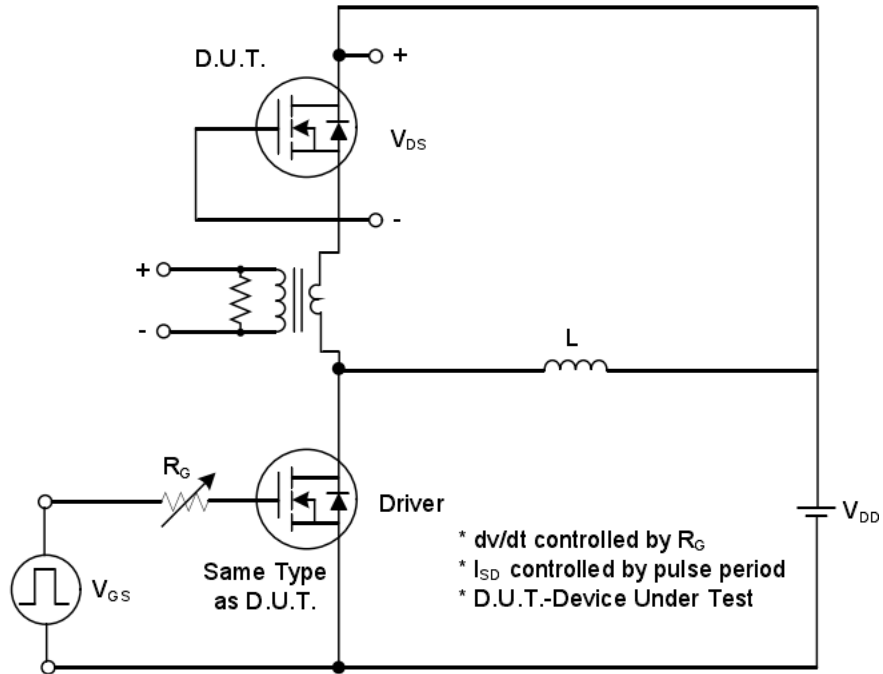 D.U.T.
+
V_DS
-
+
-
L
R_G
Driver
V_DD
V_GS
Same Type
as D.U.T.
* dv/dt controlled by R_G
* I_SD controlled by pulse period
* D.U.T.-Device Under Test